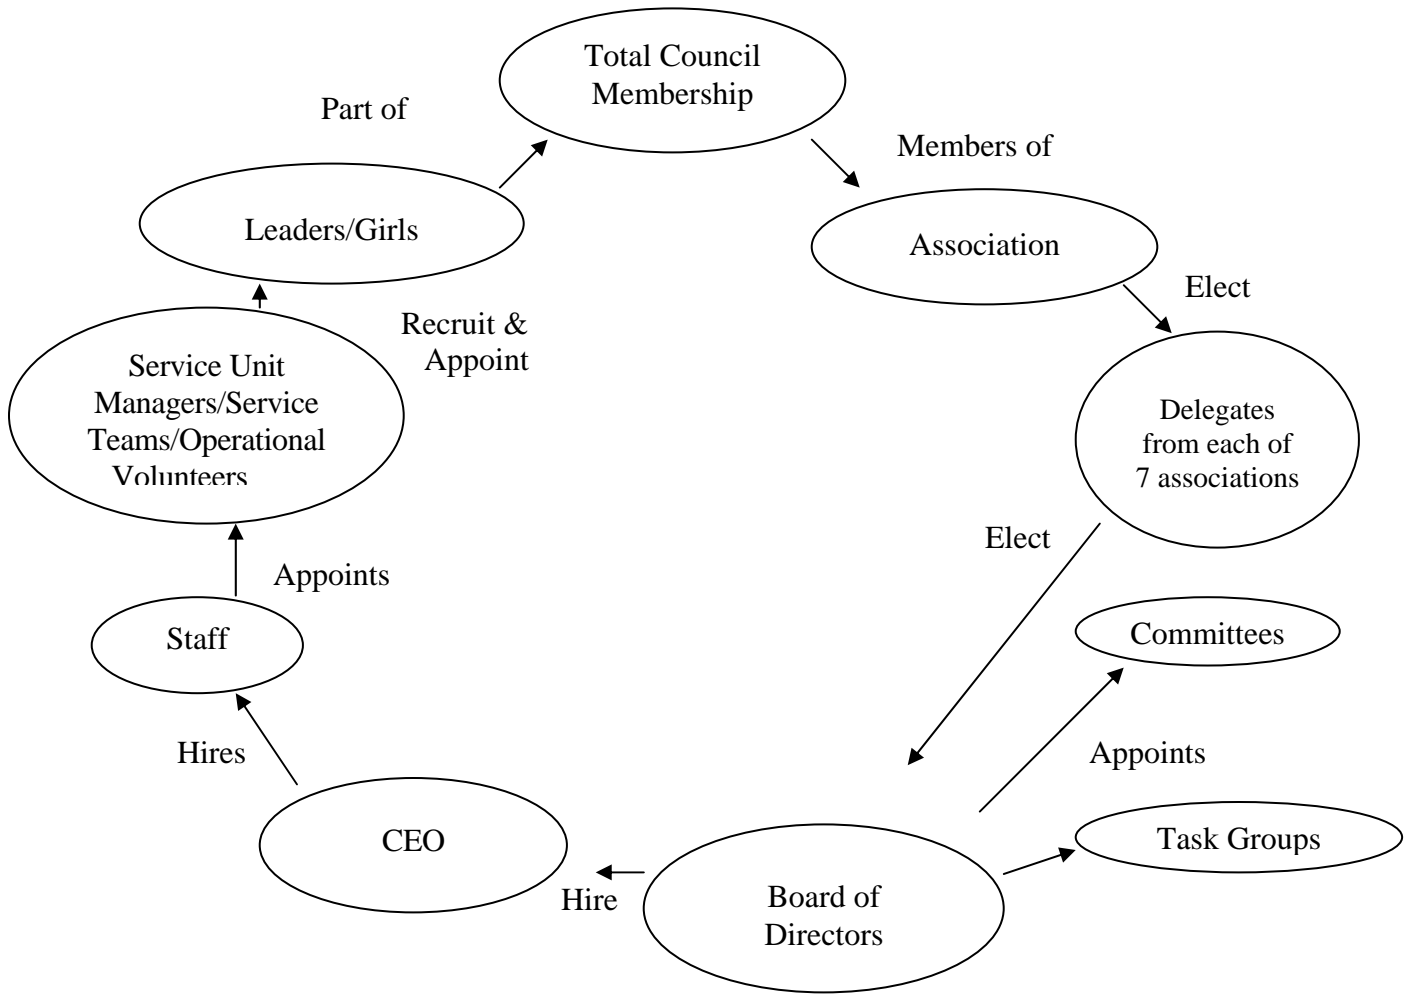 Total Council
Membership
Part of
Members of
Leaders/Girls
Association
Elect
Recruit &
Appoint
Service Unit
Managers/Service
Teams/Operational
Volunteers
Delegates
from each of
7 associations
Elect
Appoints
Staff
Committees
Hires
Appoints
CEO
Task Groups
Hire
Board of
Directors